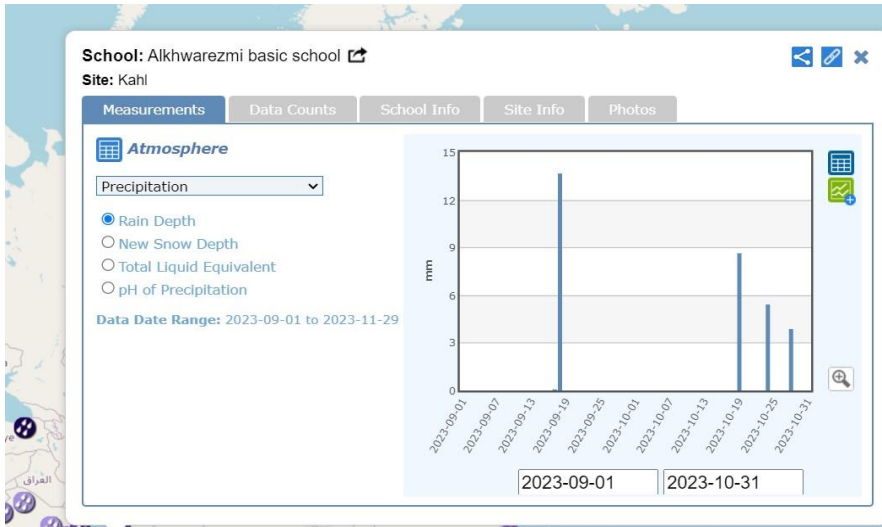 School: Alkhwarezmi basic school
Site: Kahl
Measurements
Data Counts
School Info
Site Info
Photos
Atmosphere
Precipitation
Rain Depth
New Snow Depth
Total Liquid Equivalent
pH of Precipitation
Data Date Range: 2023-09-01 to 2023-11-29
15
12
9
6
3
0
mm
2023-09-01
2023-09-07
2023-09-13
2023-09-19
2023-09-25
2023-10-01
2023-10-07
2023-10-13
2023-10-19
2023-10-25
2023-10-31
2023-09-01
2023-10-31
العراق